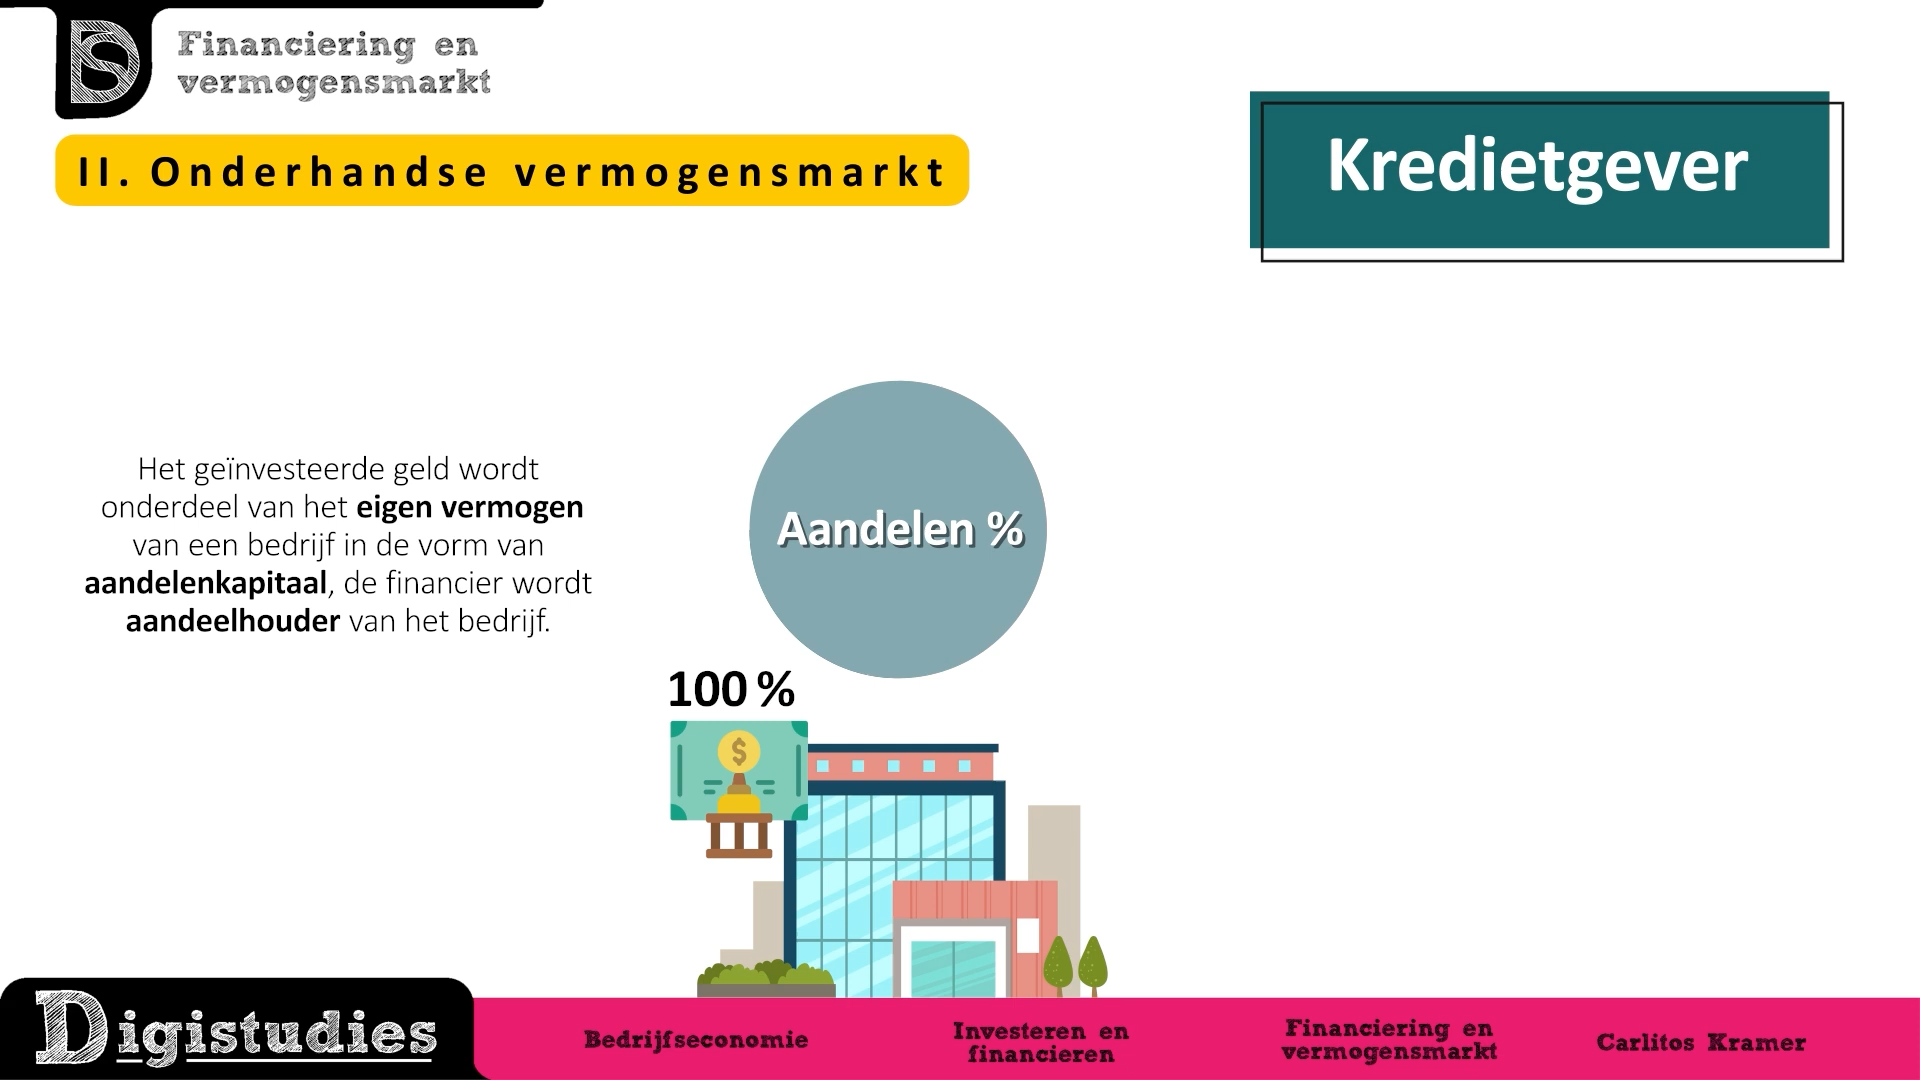 DS
Financiering en
vermogensmarkt
II. Onderhandse vermogensmarkt
Kredietgever
Het geïnvesteerde geld wordt
onderdeel van het eigen vermogen
van een bedrijf in de vorm van
aandelenkapitaal, de financier wordt
aandeelhouder van het bedrijf.
Aandelen %
100 %
$
Digistudies
Bedrijfseconomie
Investeren en
financieren
Financiering en
vermogensmarkt
Carlitos Kramer